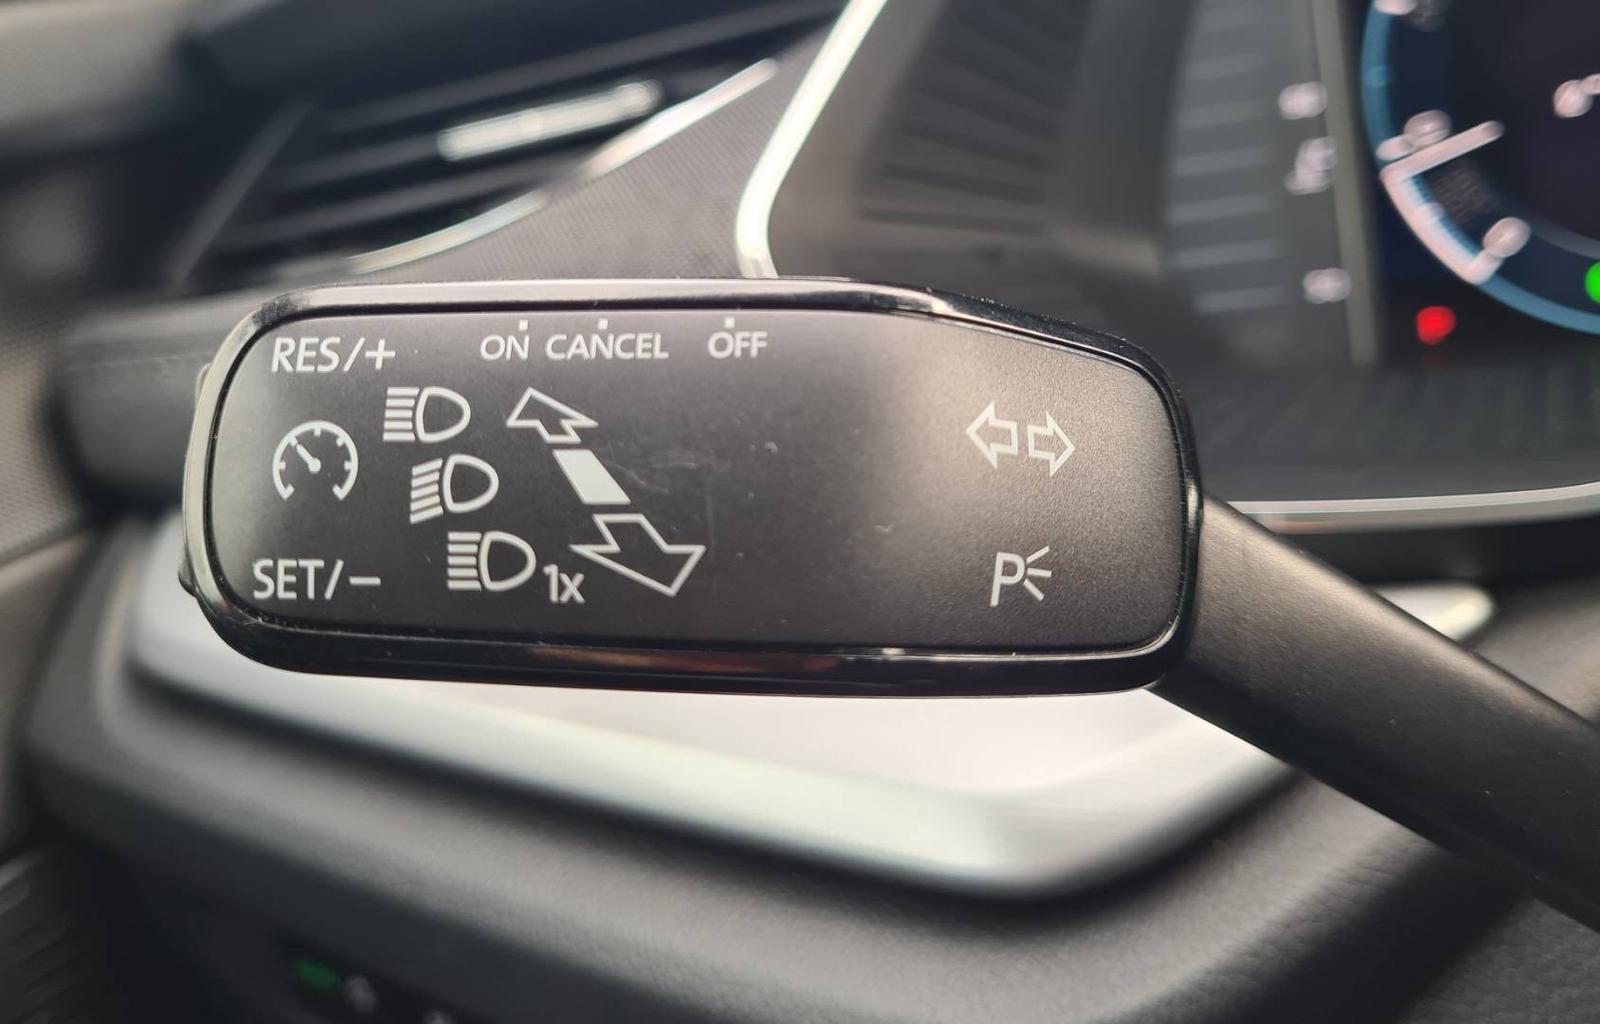 RES/+ ON CANCEL OFF
SET/− 1x P